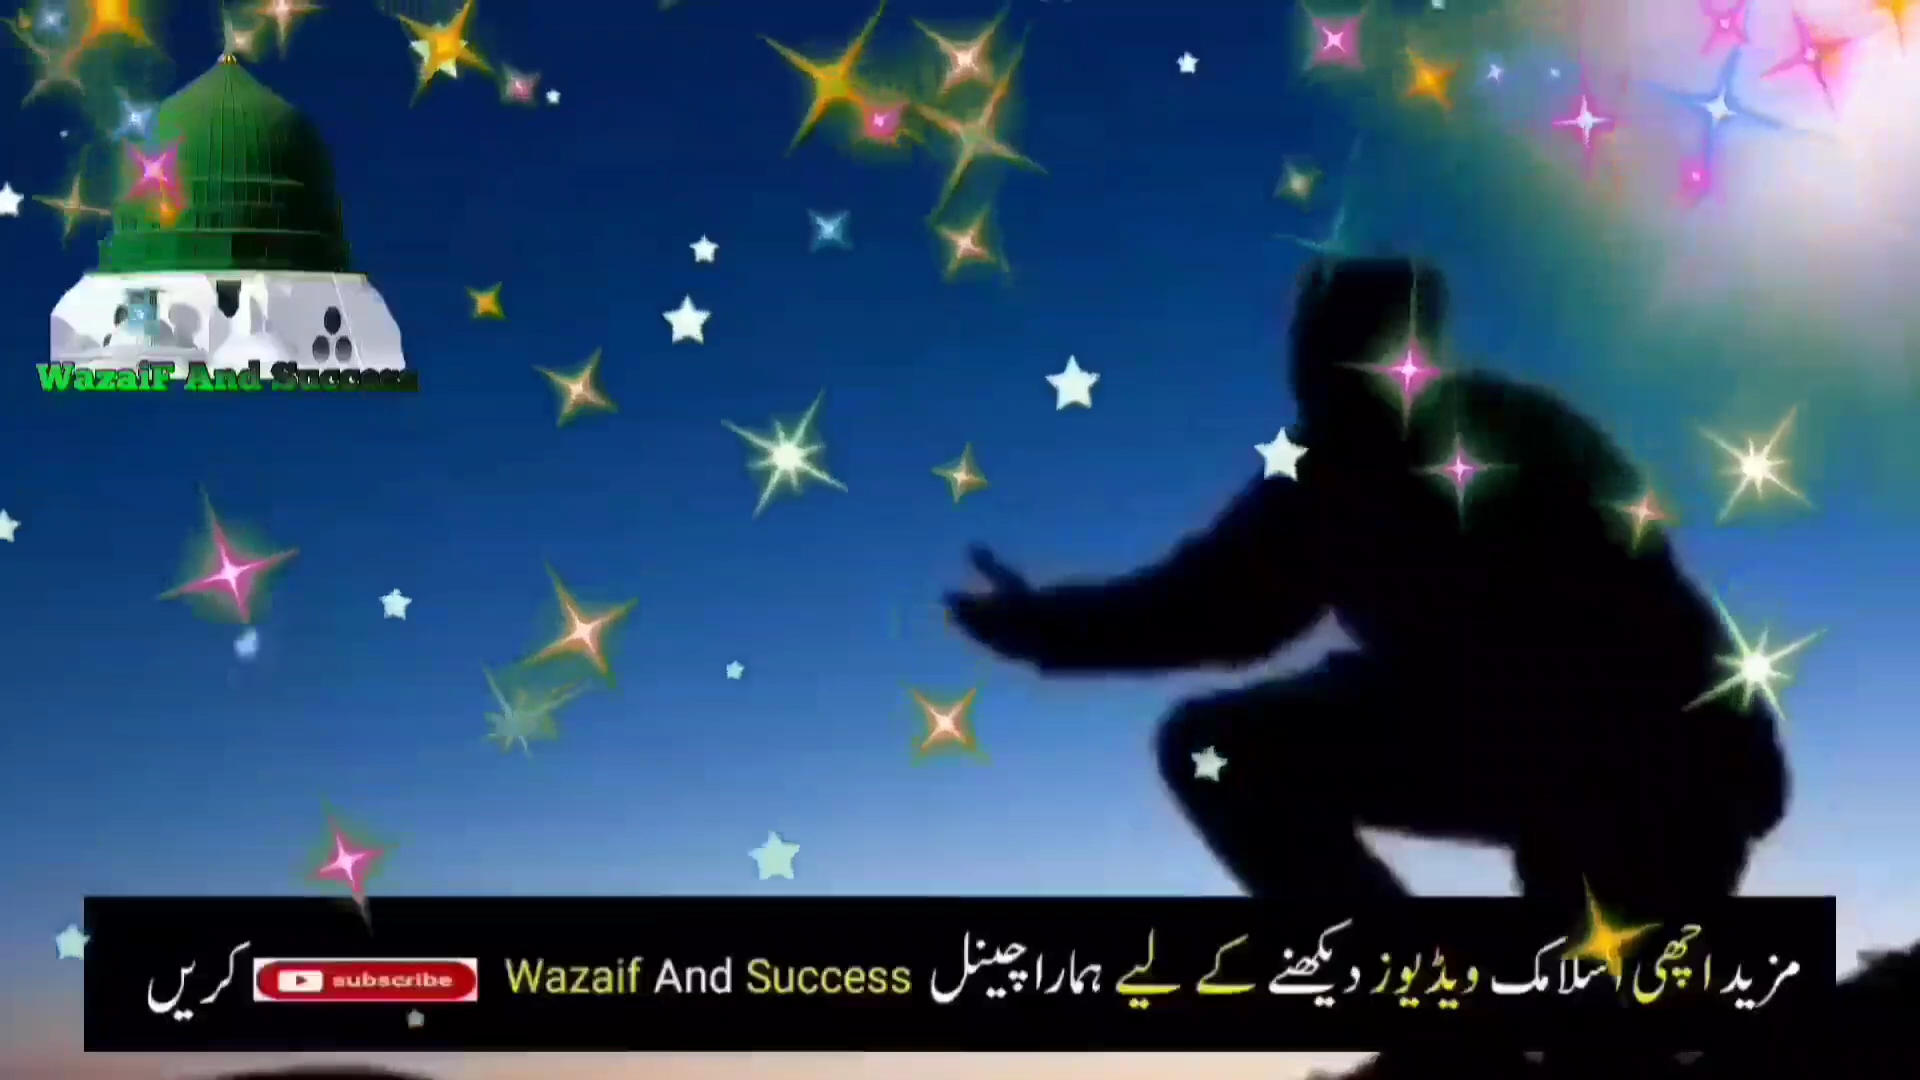 WazaiF And Success
مزید اچھی اسلامک ویڈیوز دیکھنے کے لیے ہمارا چینل Wazaif And Success subscribe کریں